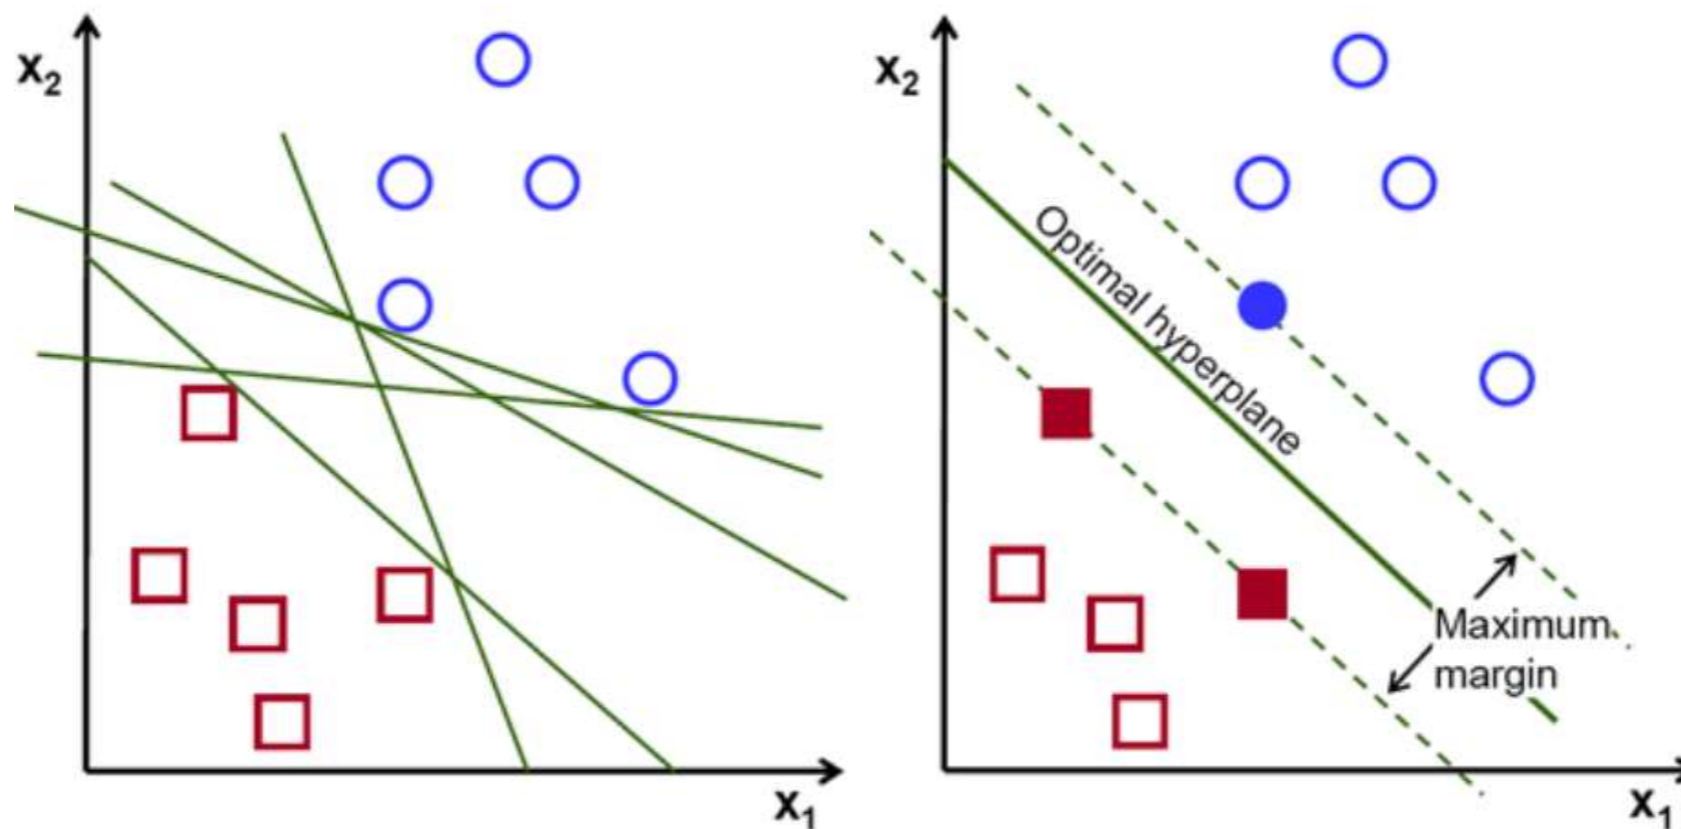 x₂
x₁
x₂
Optimal hyperplane
Maximum
margin
x₁